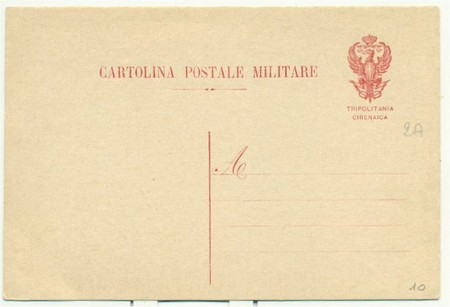 CARTOLINA POSTALE MILITARE
TRIPOLITANIA
CIRENAICA
2A
A
10